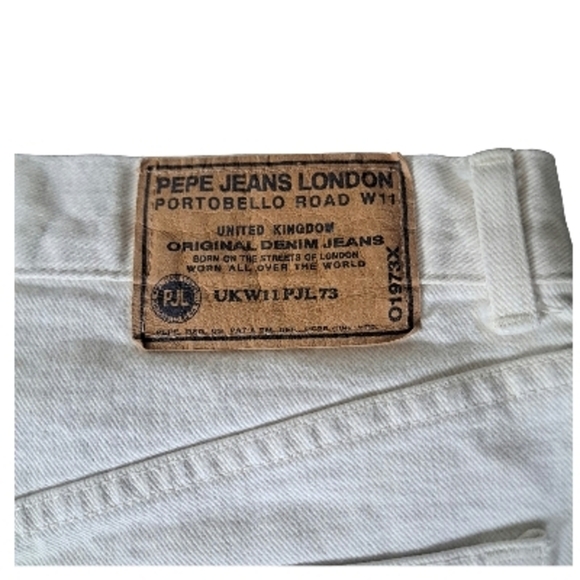 PEPE JEANS LONDON
PORTOBELLO ROAD W11
UNITED KINGDOM
ORIGINAL DENIM JEANS
BORN ON THE STREETS OF LONDON
WORN ALL OVER THE WORLD
PJL
UKW11PJL73
O1973X